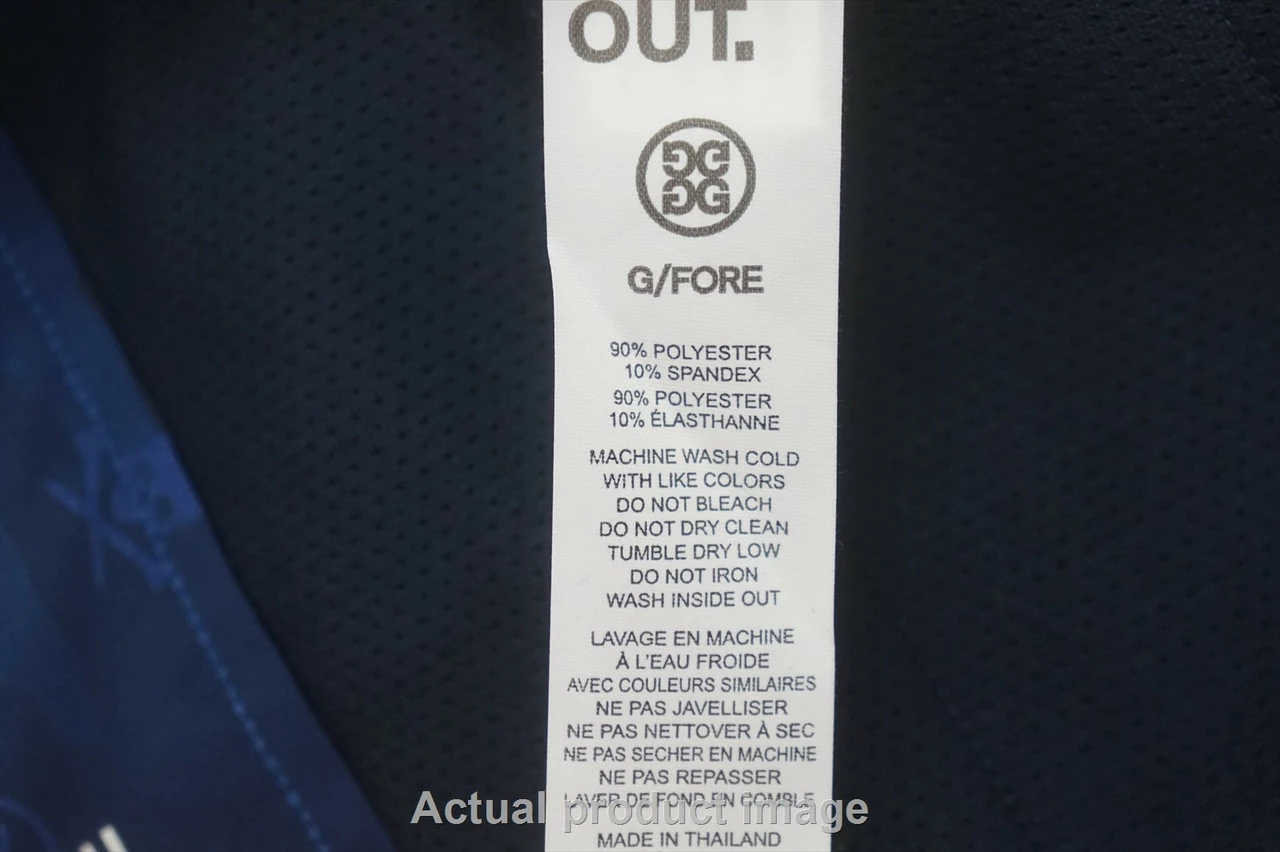 OUT.
G/FORE
90% POLYESTER
10% SPANDEX
90% POLYESTER
10% ÉLASTHANNE
MACHINE WASH COLD
WITH LIKE COLORS
DO NOT BLEACH
DO NOT DRY CLEAN
TUMBLE DRY LOW
DO NOT IRON
WASH INSIDE OUT
LAVAGE EN MACHINE
À L'EAU FROIDE
AVEC COULEURS SIMILAIRES
NE PAS JAVELLISER
NE PAS NETTOVER À SEC
NE PAS SECHER EN MACHINE
NE PAS REPASSER
LAVER DE FOND EN COMBLE
Actual product image
MADE IN THAILAND